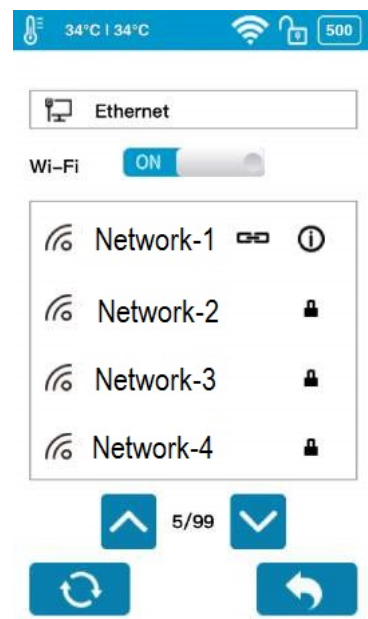 34°C | 34°C 500
Ethernet
Wi-Fi ON
Network-1
Network-2
Network-3
Network-4
5/99